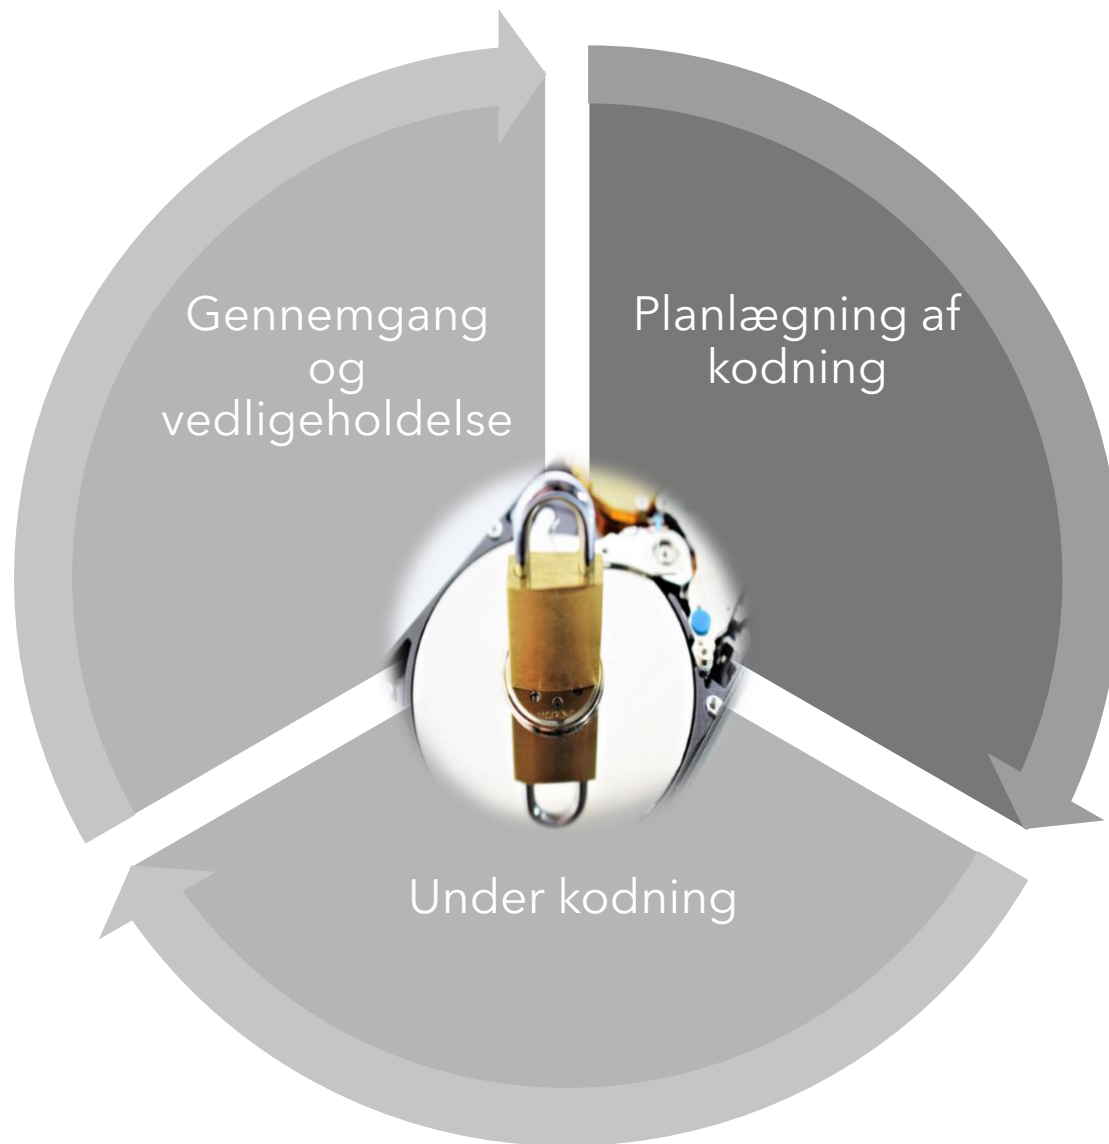 Gennemgang
og
vedligeholdelse
Planlægning af
kodning
Under kodning